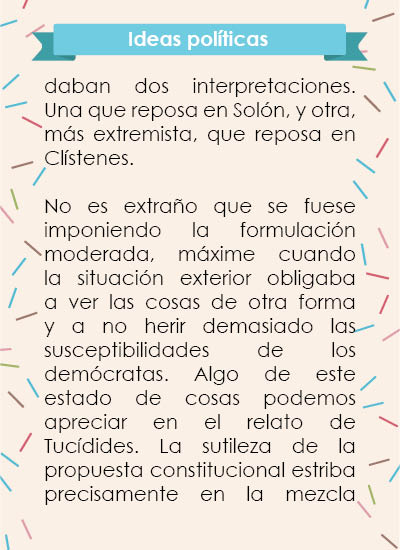 Ideas políticas
daban dos interpretaciones.
Una que reposa en Solón, y otra,
más extremista, que reposa en
Clístenes.
No es extraño que se fuese
imponiendo la formulación
moderada, máxime cuando
la situación exterior obligaba
a ver las cosas de otra forma
y a no herir demasiado las
susceptibilidades de los
demócratas. Algo de este
estado de cosas podemos
apreciar en el relato de
Tucídides. La sutileza de la
propuesta constitucional estriba
precisamente en la mezcla